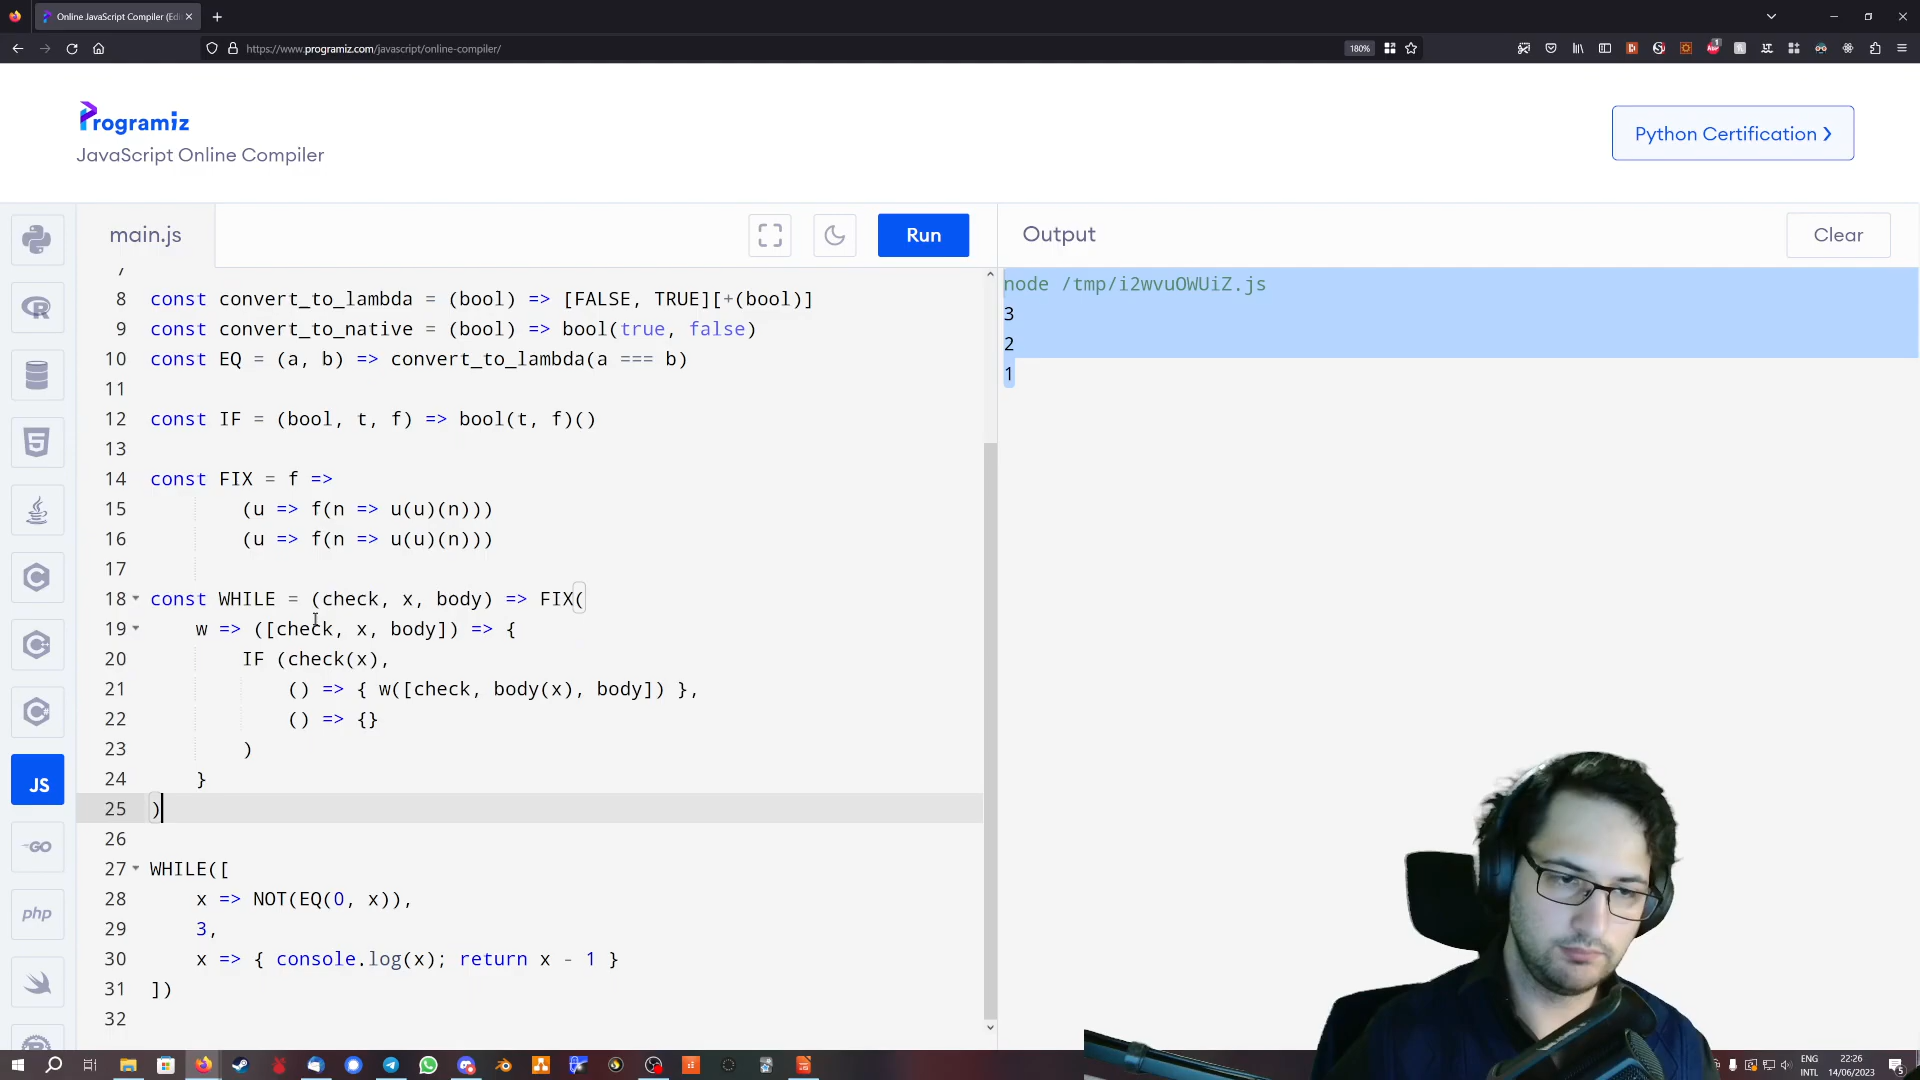 Online JavaScript Compiler (Edi
https://www.programiz.com/javascript/online-compiler/
180%
Programiz
JavaScript Online Compiler
Python Certification
main.js
Run
Output
Clear
7
8 const convert_to_lambda = (bool) => [FALSE, TRUE][+(bool)]
9 const convert_to_native = (bool) => bool(true, false)
10 const EQ = (a, b) => convert_to_lambda(a === b)
11
12 const IF = (bool, t, f) => bool(t, f)()
13
14 const FIX = f =>
15 (u => f(n => u(u)(n)))
16 (u => f(n => u(u)(n)))
17
18 const WHILE = (check, x, body) => FIX(
19 w => ([check, x, body]) => {
20 IF (check(x),
21 () => { w([check, body(x), body]) },
22 () => {}
23 )
24 }
25 )
26
27 WHILE([
28 x => NOT(EQ(0, x)),
29 3,
30 x => { console.log(x); return x - 1 }
31 ])
32
node /tmp/i2wvuOWUiZ.js
3
2
1
JS
GO
php
ENG
INTL
22:26
14/06/2023